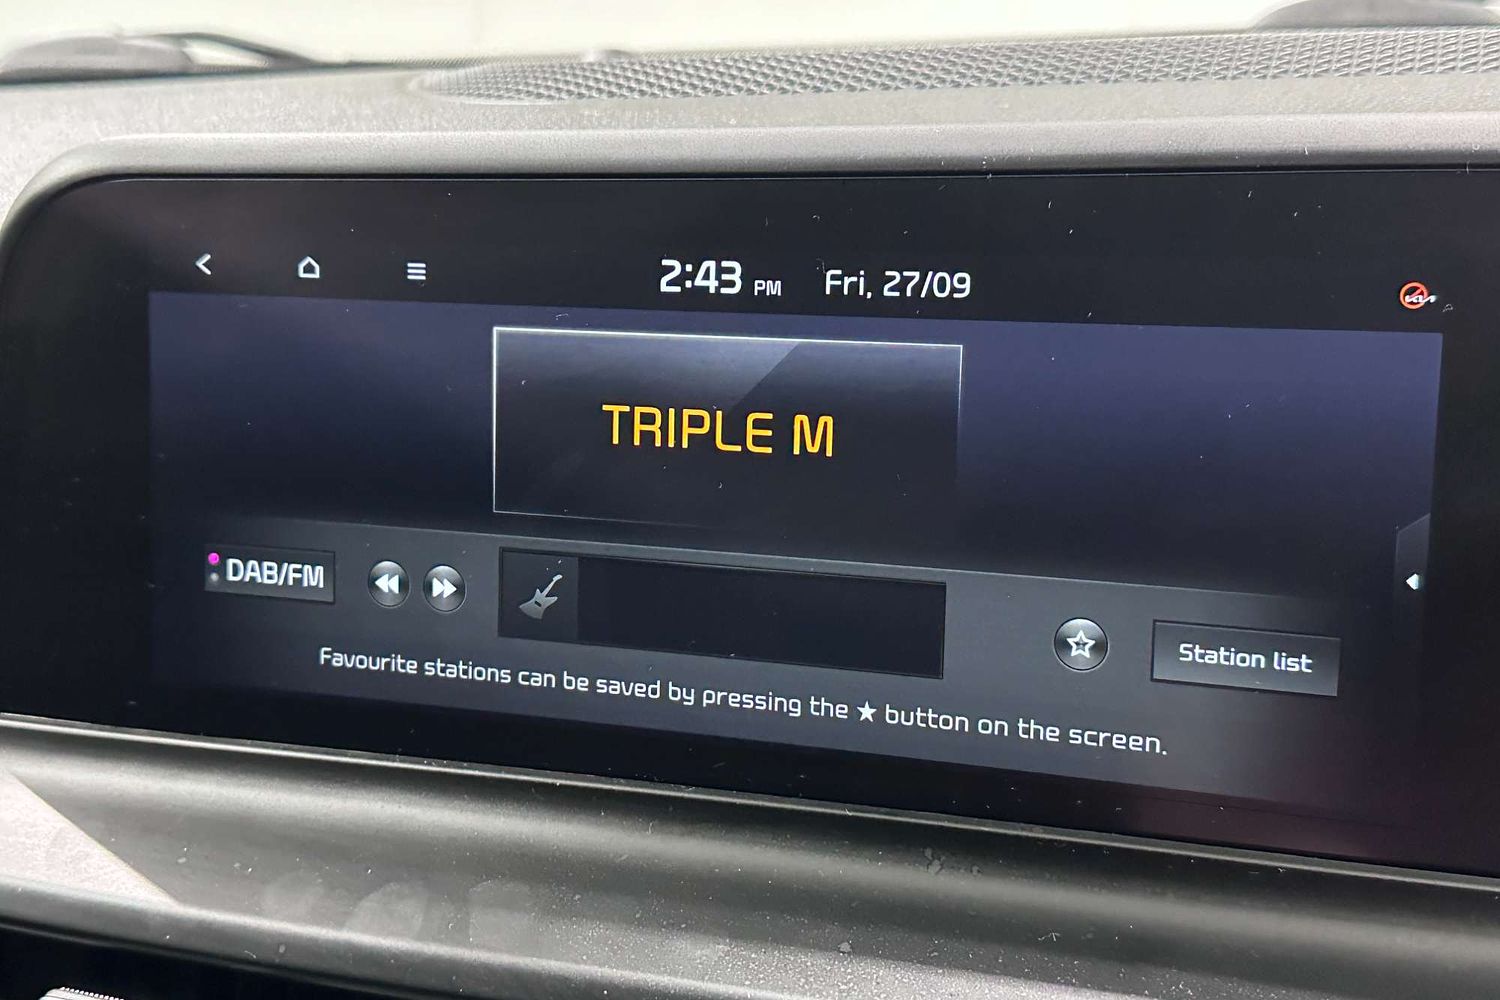 2:43 PM Fri, 27/09
TRIPLE M
DAB/FM
Station list
Favourite stations can be saved by pressing the ★ button on the screen.